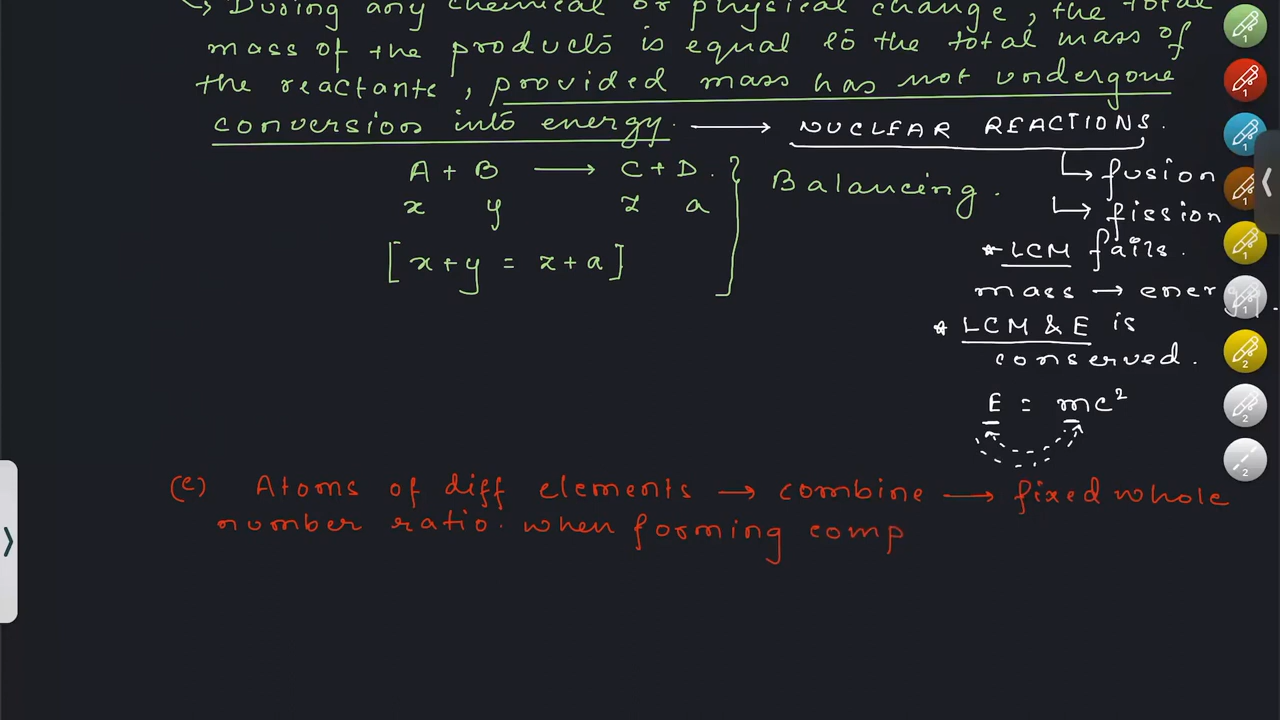 ↳ During any chemical or physical change, the total
mass of the products is equal to the total mass of
the reactants, provided mass has not undergone
conversion into energy. → NUCLEAR REACTIONS.
↳ fusion
↳ fission
A + B → C + D.
x y z a
[x+y = z+a]
Balancing.
* LCM fails.
mass → ener
* LCM & E is
conserved.
E = mc²
(c) Atoms of diff elements → combine → fixed whole
number ratio. when forming comp